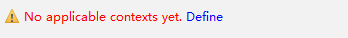 No applicable contexts yet. Define